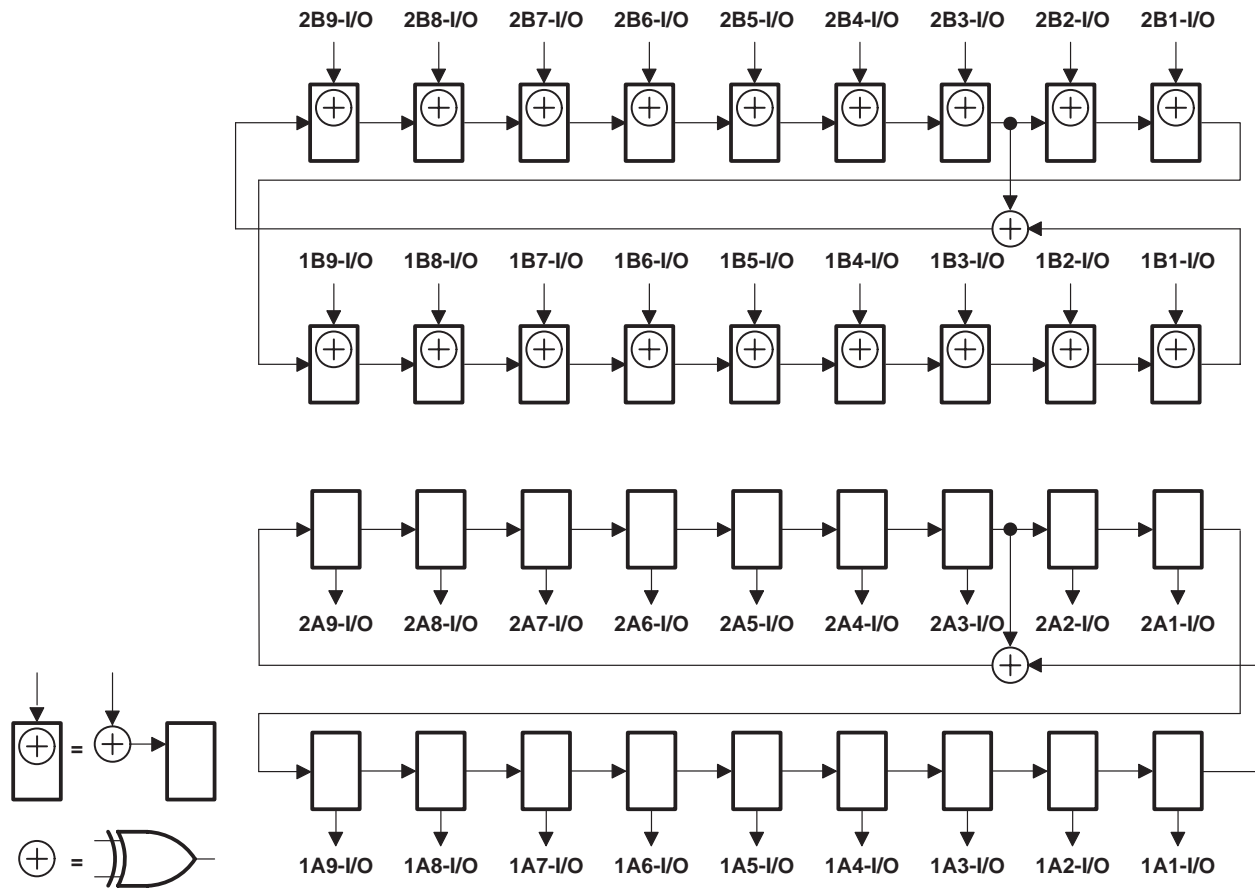 2B9-I/O 2B8-I/O 2B7-I/O 2B6-I/O 2B5-I/O 2B4-I/O 2B3-I/O 2B2-I/O 2B1-I/O
1B9-I/O 1B8-I/O 1B7-I/O 1B6-I/O 1B5-I/O 1B4-I/O 1B3-I/O 1B2-I/O 1B1-I/O
2A9-I/O 2A8-I/O 2A7-I/O 2A6-I/O 2A5-I/O 2A4-I/O 2A3-I/O 2A2-I/O 2A1-I/O
=
=
1A9-I/O 1A8-I/O 1A7-I/O 1A6-I/O 1A5-I/O 1A4-I/O 1A3-I/O 1A2-I/O 1A1-I/O